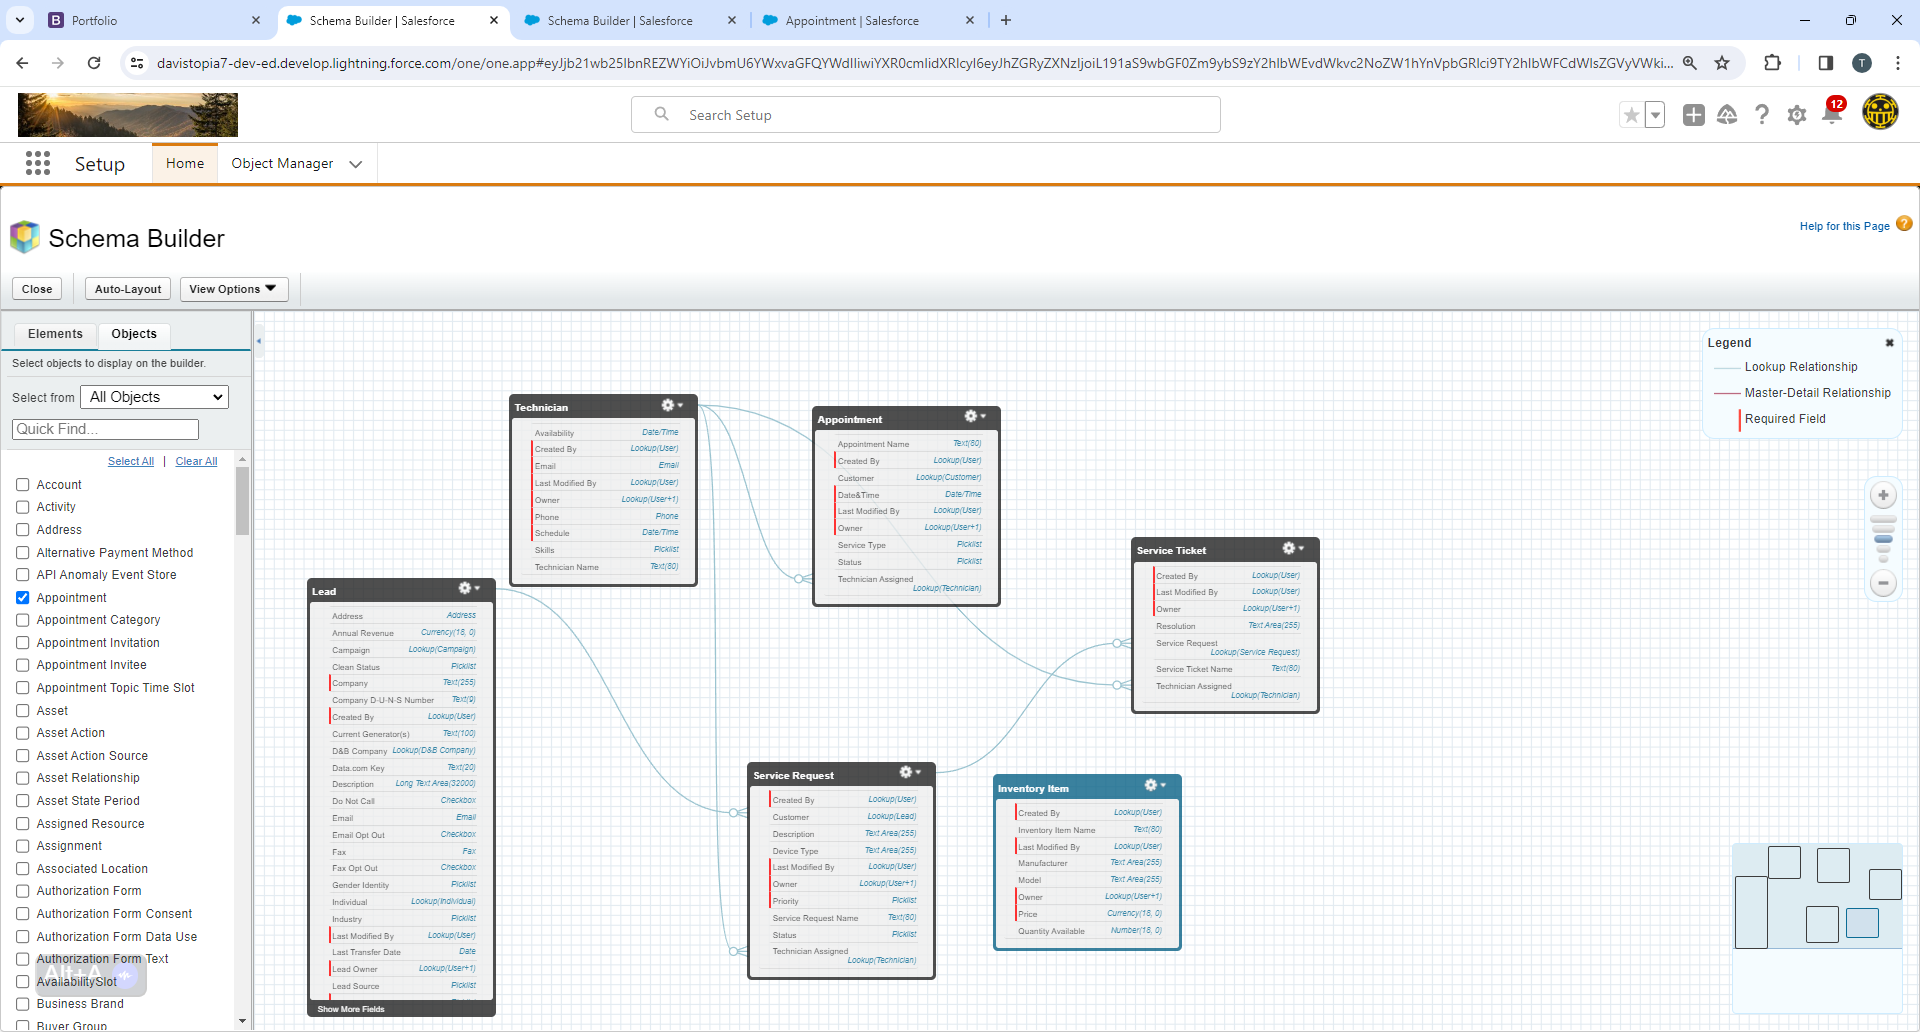 Portfolio
Schema Builder | Salesforce
Schema Builder | Salesforce
Appointment | Salesforce
Search Setup
12
T
Setup
Home
Object Manager
Schema Builder
Help for this Page
?
Close
Auto-Layout
View Options
Elements
Objects
Select objects to display on the builder.
Select from
All Objects
Quick Find...
Select All | Clear All
Account
Activity
Address
Alternative Payment Method
API Anomaly Event Store
Appointment
Appointment Category
Appointment Invitation
Appointment Invitee
Appointment Topic Time Slot
Asset
Asset Action
Asset Action Source
Asset Relationship
Asset State Period
Assigned Resource
Assignment
Associated Location
Authorization Form
Authorization Form Consent
Authorization Form Data Use
Authorization Form Text
AvailabilitySlot
Business Brand
Buyer Group
Alt+A
Lead
Address Address
Annual Revenue Currency(18, 0)
Campaign Lookup(Campaign)
Clean Status Picklist
Company Text(255)
Company D-U-N-S Number Text(9)
Created By Lookup(User)
Current Generator(s) Text(100)
D&B Company Lookup(D&B Company)
Data.com Key Text(20)
Description Long Text Area(32000)
Do Not Call Checkbox
Email Email
Email Opt Out Checkbox
Fax Fax
Fax Opt Out Checkbox
Gender Identity Picklist
Individual Lookup(Individual)
Industry Picklist
Last Modified By Lookup(User)
Last Transfer Date Date
Lead Owner Lookup(User+1)
Lead Source Picklist
Show More Fields
Technician
Availability Date/Time
Created By Lookup(User)
Email Email
Last Modified By Lookup(User)
Owner Lookup(User+1)
Phone Phone
Schedule Date/Time
Skills Picklist
Technician Name Text(80)
Appointment
Appointment Name Text(80)
Created By Lookup(User)
Customer Lookup(Customer)
Date&Time Date/Time
Last Modified By Lookup(User)
Owner Lookup(User+1)
Service Type Picklist
Status Picklist
Technician Assigned
Lookup(Technician)
Service Ticket
Created By Lookup(User)
Last Modified By Lookup(User)
Owner Lookup(User+1)
Resolution Text Area(255)
Service Request
Lookup(Service Request)
Service Ticket Name Text(80)
Technician Assigned
Lookup(Technician)
Service Request
Created By Lookup(User)
Customer Lookup(Lead)
Description Text Area(255)
Device Type Text Area(255)
Last Modified By Lookup(User)
Owner Lookup(User+1)
Priority Picklist
Service Request Name Text(80)
Status Picklist
Technician Assigned
Lookup(Technician)
Inventory Item
Created By Lookup(User)
Inventory Item Name Text(80)
Last Modified By Lookup(User)
Manufacturer Text Area(255)
Model Text Area(255)
Owner Lookup(User+1)
Price Currency(18, 0)
Quantity Available Number(18, 0)
Legend
Lookup Relationship
Master-Detail Relationship
Required Field